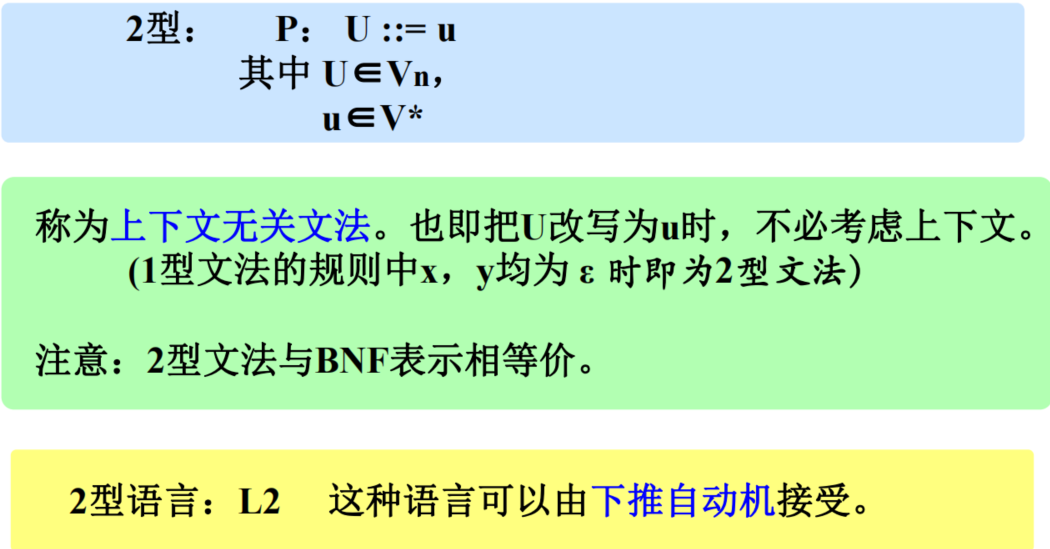 2型： P： U ::= u
其中 U∈Vn，
u∈V*
称为上下文无关文法。也即把U改写为u时，不必考虑上下文。
(1型文法的规则中x，y均为 ε 时即为2型文法）
注意：2型文法与BNF表示相等价。
2型语言：L2 这种语言可以由下推自动机接受。